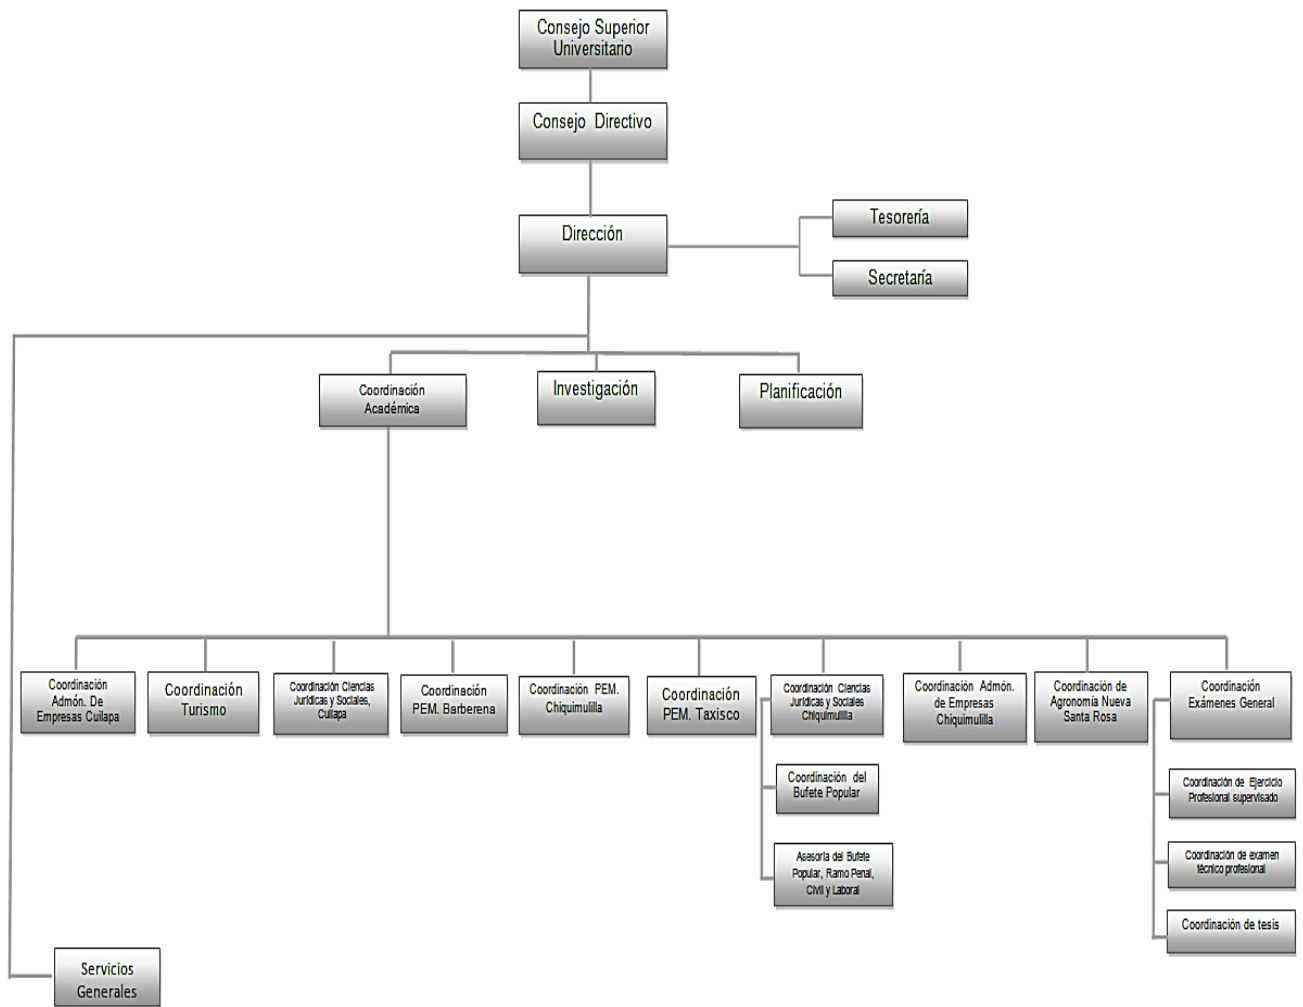 Consejo Superior
Universitario
Consejo Directivo
Dirección
Tesorería
Secretaría
Coordinación
Académica
Investigación
Planificación
Coordinación
Admón. De
Empresas Cuilapa
Coordinación
Turismo
Coordinación Ciencias
Jurídicas y Sociales,
Cuilapa
Coordinación
PEM. Barberena
Coordinación PEM.
Chiquimulilla
Coordinación
PEM. Taxisco
Coordinación Ciencias
Jurídicas y Sociales
Chiquimulilla
Coordinación Admón.
de Empresas
Chiquimulilla
Coordinación de
Agronomía Nueva
Santa Rosa
Coordinación
Exámenes General
Coordinación del
Bufete Popular
Asesoría del Bufete
Popular, Ramo Penal,
Civil y Laboral
Coordinación de Ejercicio
Profesional supervisado
Coordinación de examen
técnico profesional
Coordinación de tesis
Servicios
Generales